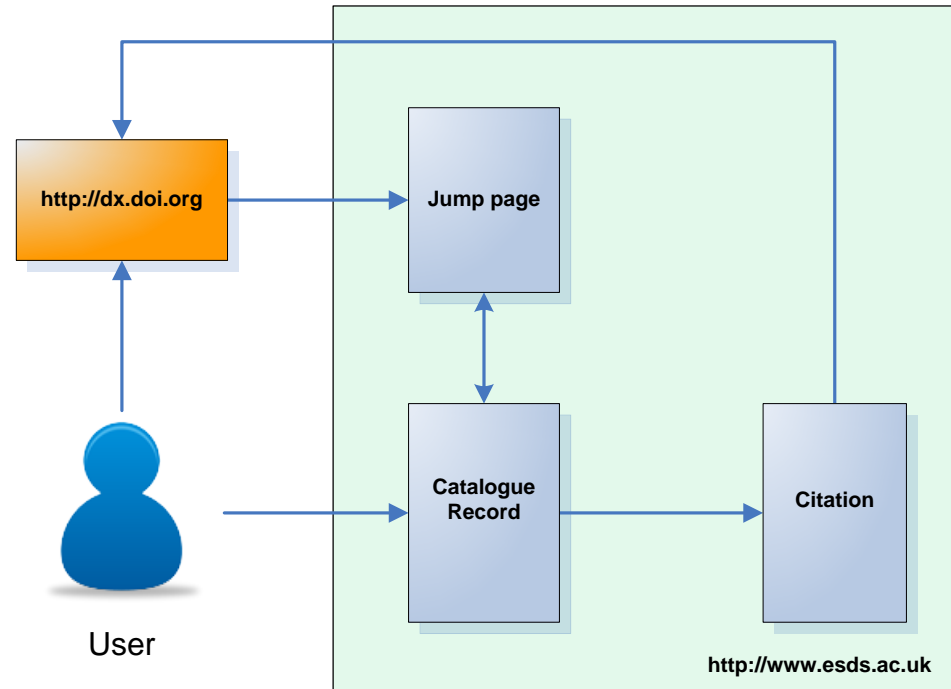 http://dx.doi.org
Jump page
Catalogue
Record
Citation
User
http://www.esds.ac.uk